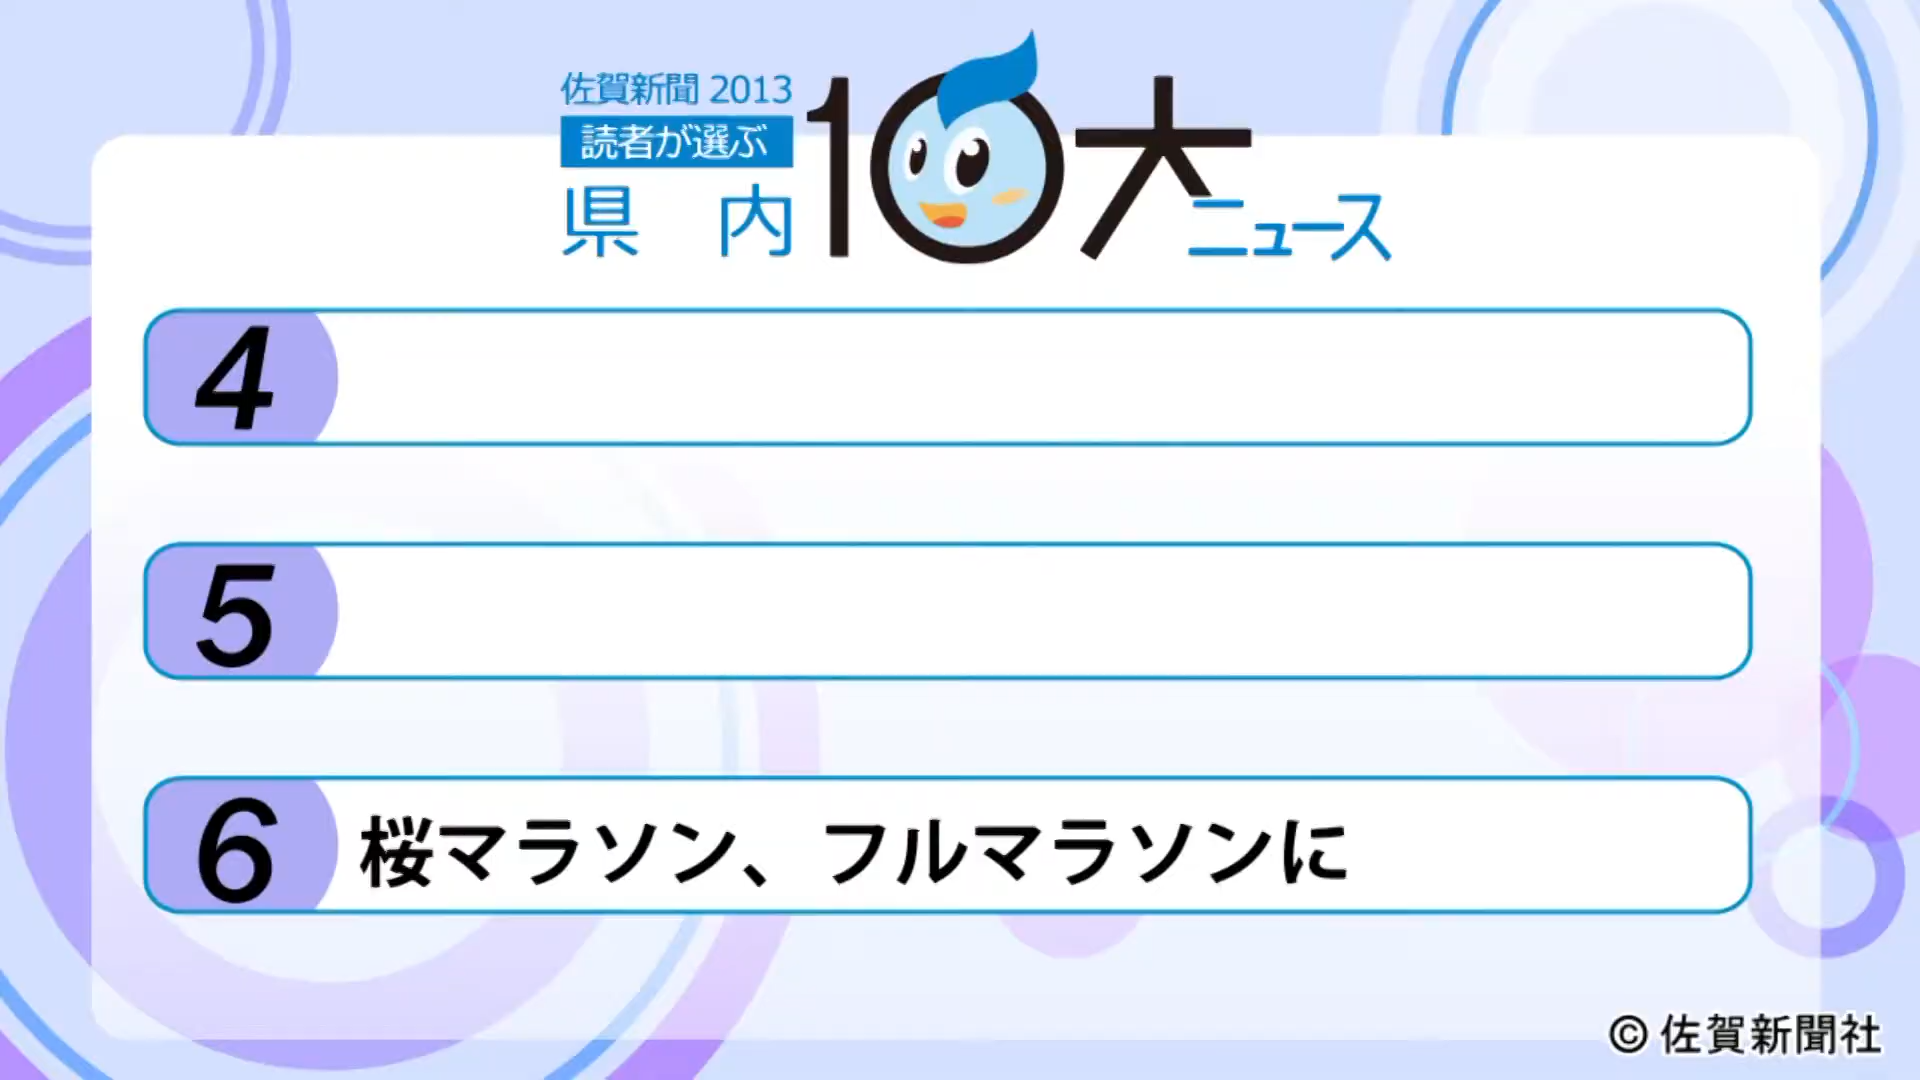 佐賀新聞 2013
読者が選ぶ
県内10大ニュース
4
5
6 桜マラソン、フルマラソンに
© 佐賀新聞社